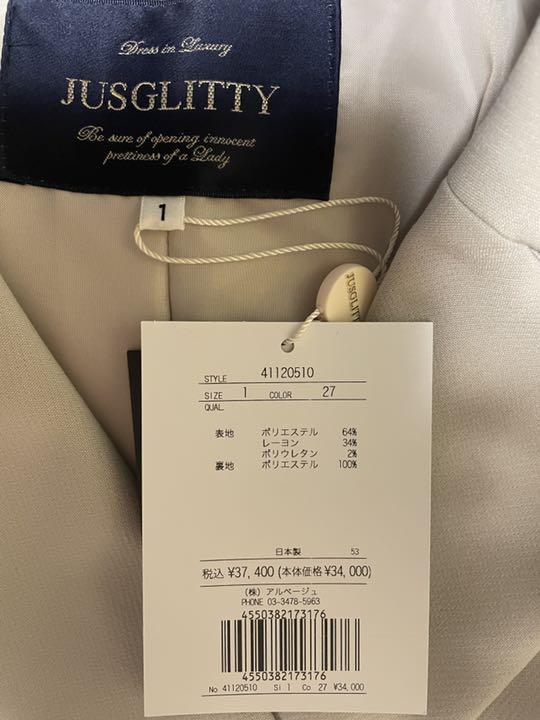 Dress in Luxury
JUSGLITTY
Be sure of opening innocent
prettiness of a Lady
1
JUSGLITTY
STYLE 41120510
SIZE 1 COLOR 27
QUAL.
表地 ポリエステル 64%
レーヨン 34%
ポリウレタン 2%
裏地 ポリエステル 100%
日本製 53
税込 ¥37,400 (本体価格¥34,000)
(株) アルページュ
PHONE 03-3478-5963
4550382173176
4550382173176
No 41120510 Si 1 Co 27 ¥34,000